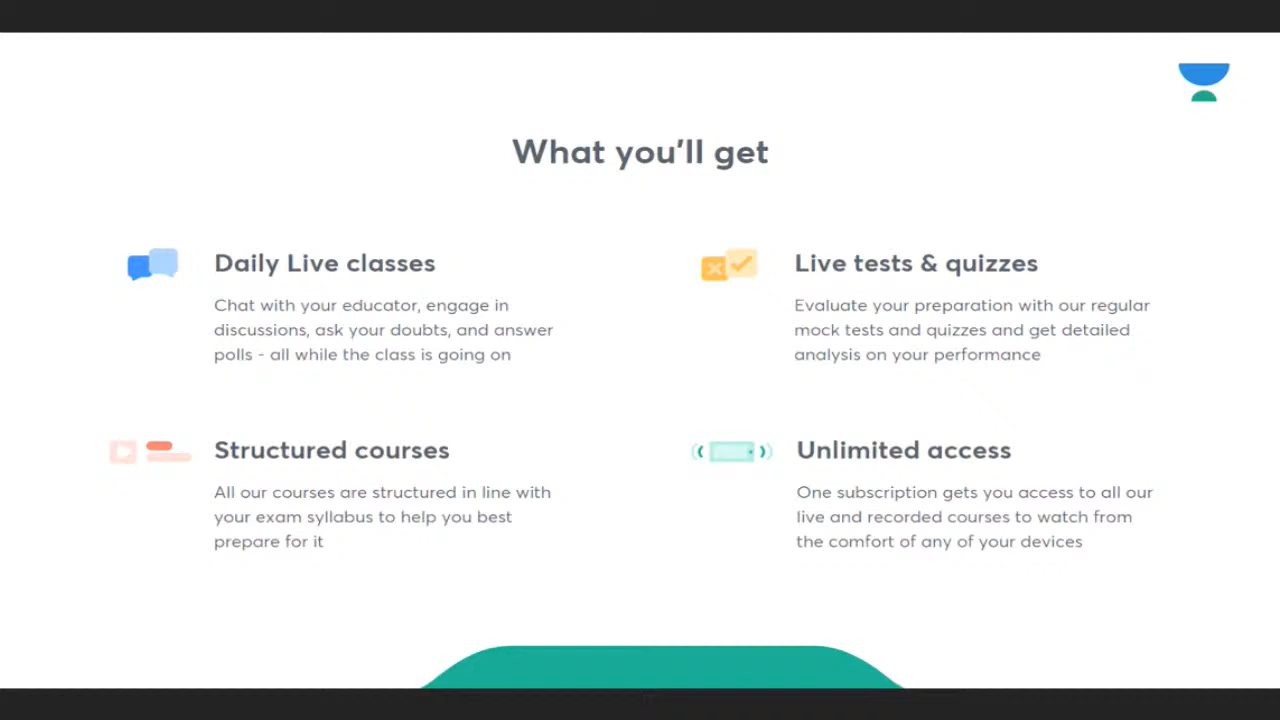 What you'll get
Daily Live classes
Chat with your educator, engage in
discussions, ask your doubts, and answer
polls - all while the class is going on
Live tests & quizzes
Evaluate your preparation with our regular
mock tests and quizzes and get detailed
analysis on your performance
Structured courses
All our courses are structured in line with
your exam syllabus to help you best
prepare for it
Unlimited access
One subscription gets you access to all our
live and recorded courses to watch from
the comfort of any of your devices